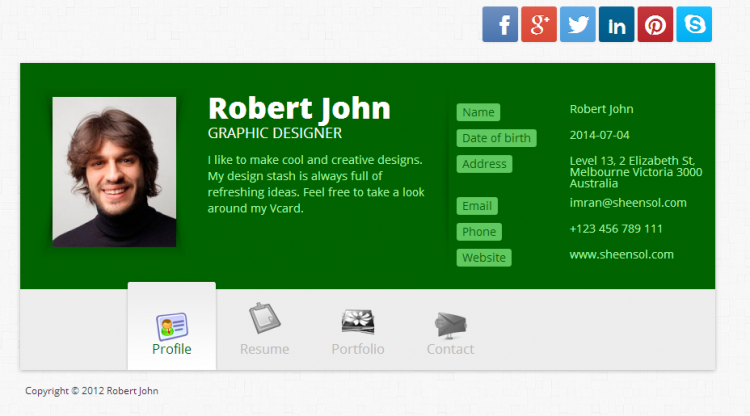 Robert John
GRAPHIC DESIGNER
I like to make cool and creative designs.
My design stash is always full of
refreshing ideas. Feel free to take a look
around my Vcard.
Name Robert John
Date of birth 2014-07-04
Address Level 13, 2 Elizabeth St,
Melbourne Victoria 3000
Australia
Email imran@sheensol.com
Phone +123 456 789 111
Website www.sheensol.com
Profile Resume Portfolio Contact
Copyright © 2012 Robert John